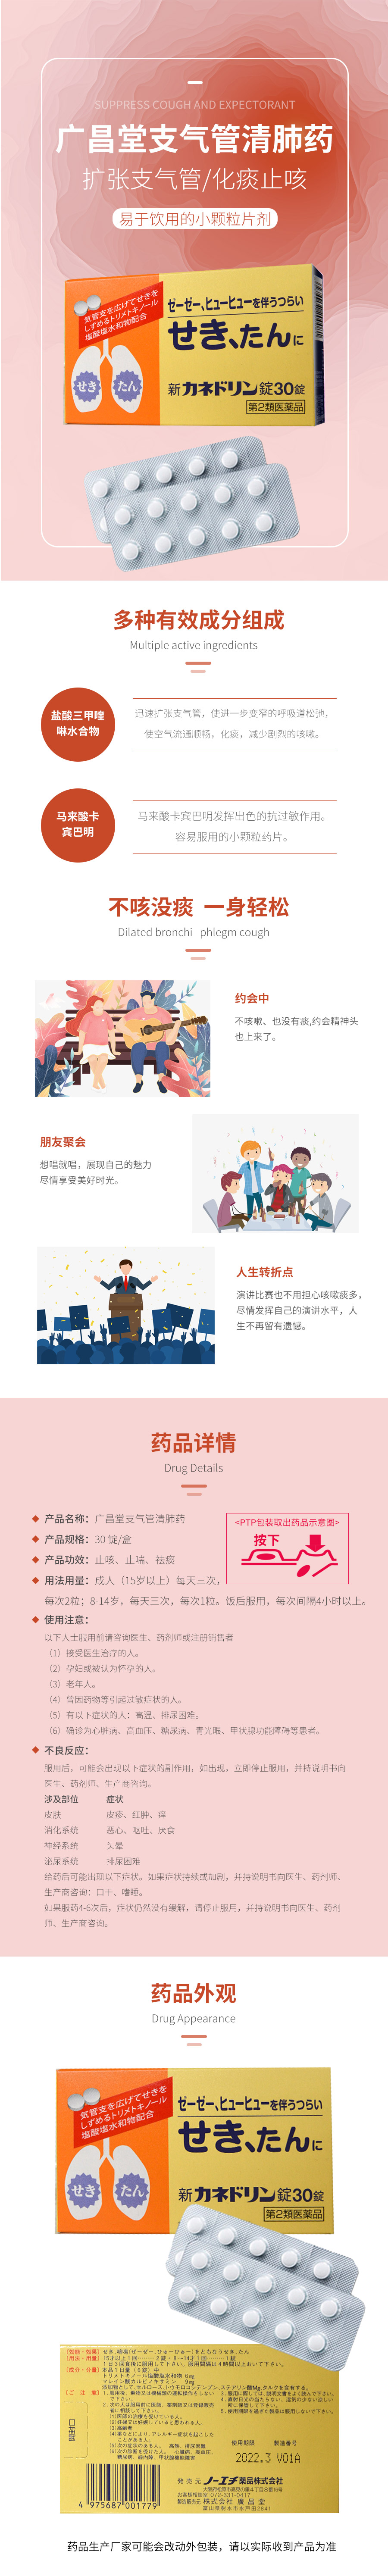 SUPPRESS COUGH AND EXPECTORANT
广昌堂支气管清肺药
扩张支气管/化痰止咳
易于饮用的小颗粒片剂
気管支を広げてせきを
しずめるトリメトキノール
塩酸塩水和物配合
ゼーゼー、ヒューヒューを伴うつらい
せき、たんに
せき
たん
新カネドリン錠30錠
第2類医薬品
多种有效成分组成
Multiple active ingredients
盐酸三甲喹
啉水合物
迅速扩张支气管，使进一步变窄的呼吸道松弛，
使空气流通顺畅，化痰，减少剧烈的咳嗽。
马来酸卡
宾巴明
马来酸卡宾巴明发挥出色的抗过敏作用。
容易服用的小颗粒药片。
不咳没痰 一身轻松
Dilated bronchi phlegm cough
约会中
不咳嗽、也没有痰,约会精神头
也上来了。
朋友聚会
想唱就唱，展现自己的魅力
尽情享受美好时光。
人生转折点
演讲比赛也不用担心咳嗽痰多，
尽情发挥自己的演讲水平，人
生不再留有遗憾。
药品详情
Drug Details
产品名称：广昌堂支气管清肺药
<PTP包装取出药品示意图>
按下
产品规格：30 锭/盒
产品功效：止咳、止喘、祛痰
用法用量：成人（15岁以上）每天三次，
每次2粒；8-14岁，每天三次，每次1粒。饭后服用，每次间隔4小时以上。
使用注意：
以下人士服用前请咨询医生、药剂师或注册销售者
（1）接受医生治疗的人。
（2）孕妇或被认为怀孕的人。
（3）老年人。
（4）曾因药物等引起过敏症状的人。
（5）有以下症状的人：高温、排尿困难。
（6）确诊为心脏病、高血压、糖尿病、青光眼、甲状腺功能障碍等患者。
不良反应：
服用后，可能会出现以下症状的副作用，如出现，立即停止服用，并持说明书向
医生、药剂师、生产商咨询。
涉及部位 症状
皮肤 皮疹、红肿、痒
消化系统 恶心、呕吐、厌食
神经系统 头晕
泌尿系统 排尿困难
给药后可能出现以下症状。如果症状持续或加剧，并持说明书向医生、药剂师、
生产商咨询：口干、嗜睡。
如果服药4-6次后，症状仍然没有缓解，请停止服用，并持说明书向医生、药剂
师、生产商咨询。
药品外观
Drug Appearance
気管支を広げてせきを
しずめるトリメトキノール
塩酸塩水和物配合
ゼーゼー、ヒューヒューを伴うつらい
せき、たんに
せき
たん
新カネドリン錠30錠
第2類医薬品
開封口
使用期限 製造番号
2022.3 V01A
発売元 ノーエチ薬品株式会社
製造販売元 株式会社 廣昌堂
4 975687 001779
药品生产厂家可能会改动外包装，请以实际收到产品为准